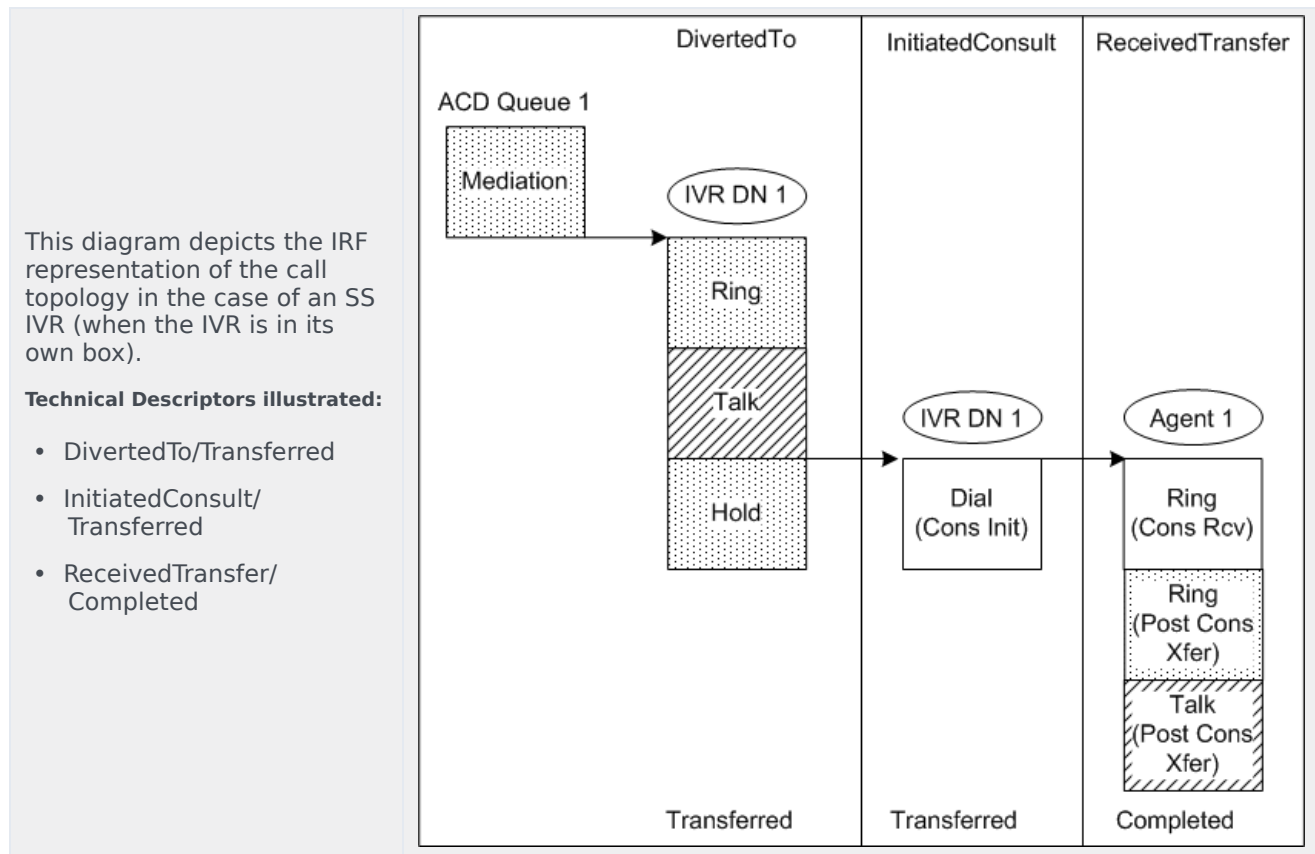 This diagram depicts the IRF
representation of the call
topology in the case of an SS
IVR (when the IVR is in its
own box).
Technical Descriptors illustrated:
• DivertedTo/Transferred
• InitiatedConsult/
Transferred
• ReceivedTransfer/
Completed
DivertedTo
InitiatedConsult
ReceivedTransfer
ACD Queue 1
Mediation
IVR DN 1
Ring
Talk
Hold
IVR DN 1
Dial
(Cons Init)
Agent 1
Ring
(Cons Rcv)
Ring
(Post Cons
Xfer)
Talk
(Post Cons
Xfer)
Transferred
Transferred
Completed